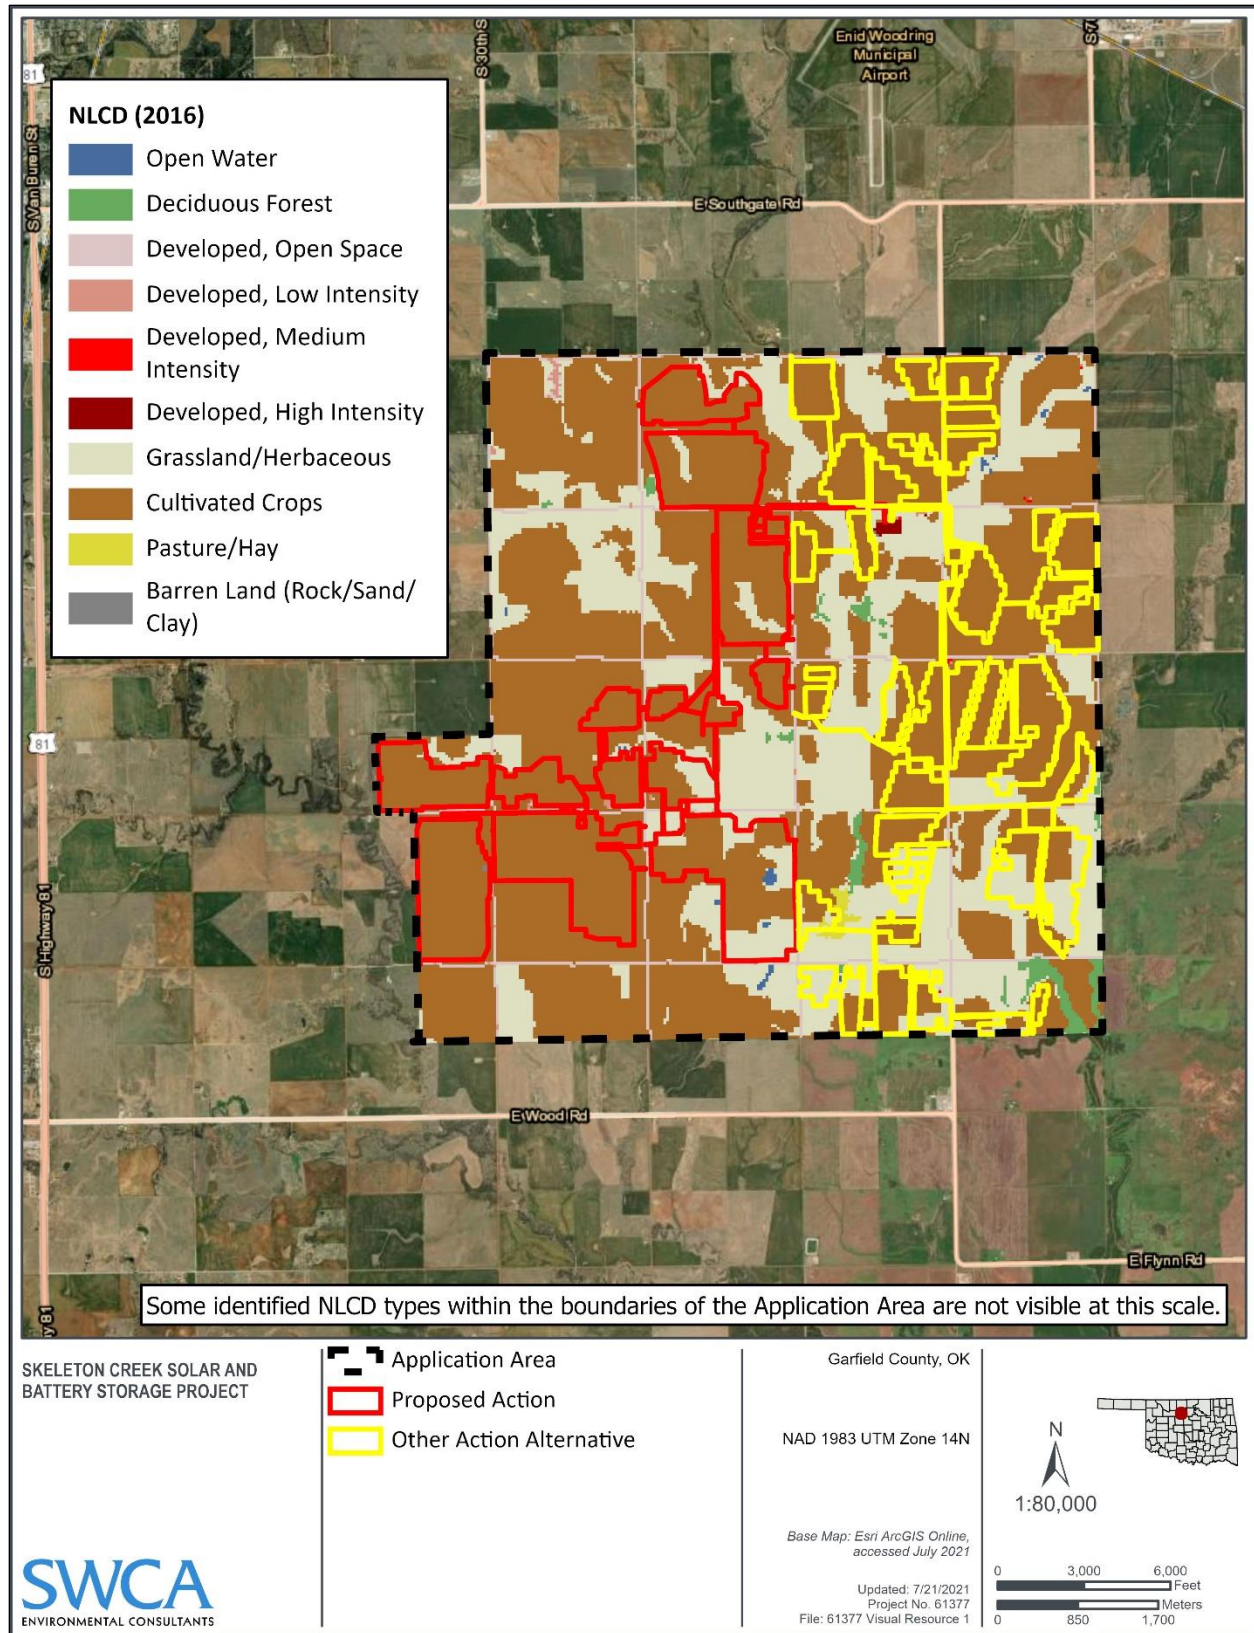 Enid Woodring
Municipal
Airport
S 30th S
S 7
81
S Van Buren St
NLCD (2016)
Open Water
Deciduous Forest
Developed, Open Space
Developed, Low Intensity
Developed, Medium
Intensity
Developed, High Intensity
Grassland/Herbaceous
Cultivated Crops
Pasture/Hay
Barren Land (Rock/Sand/
Clay)
E Southgate Rd
81
S Highway 81
E Wood Rd
E Flynn Rd
y 81
Some identified NLCD types within the boundaries of the Application Area are not visible at this scale.
SKELETON CREEK SOLAR AND
BATTERY STORAGE PROJECT
SWCA
ENVIRONMENTAL CONSULTANTS
Application Area
Proposed Action
Other Action Alternative
Garfield County, OK
NAD 1983 UTM Zone 14N
Base Map: Esri ArcGIS Online,
accessed July 2021
Updated: 7/21/2021
Project No. 61377
File: 61377 Visual Resource 1
N
1:80,000
0 3,000 6,000
Feet
Meters
0 850 1,700